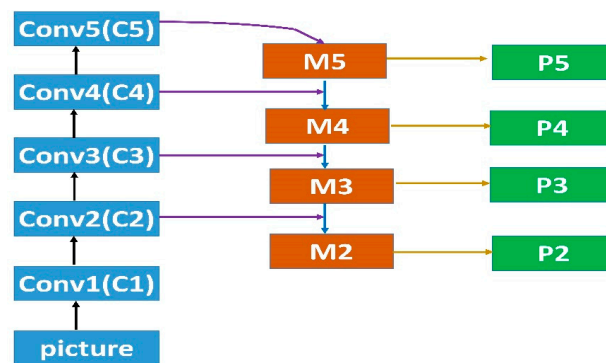 Conv5(C5)
M5
P5
Conv4(C4)
M4
P4
Conv3(C3)
M3
P3
Conv2(C2)
M2
P2
Conv1(C1)
picture